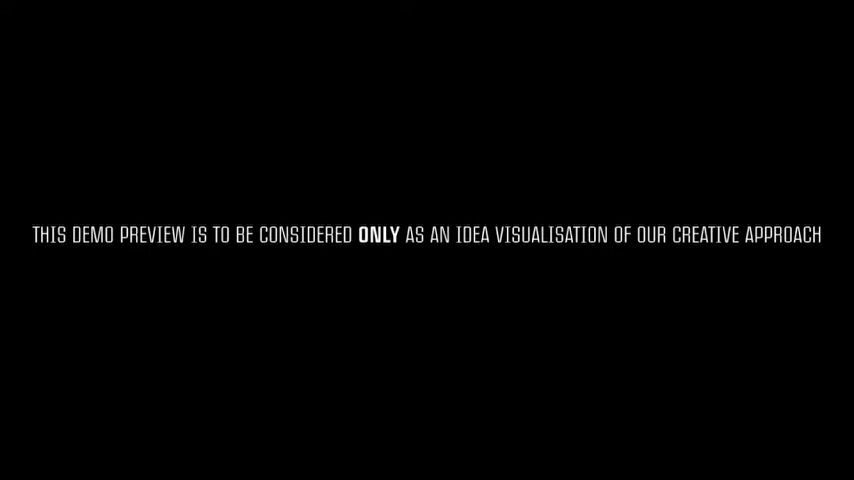 THIS DEMO PREVIEW IS TO BE CONSIDERED ONLY AS AN IDEA VISUALISATION OF OUR CREATIVE APPROACH